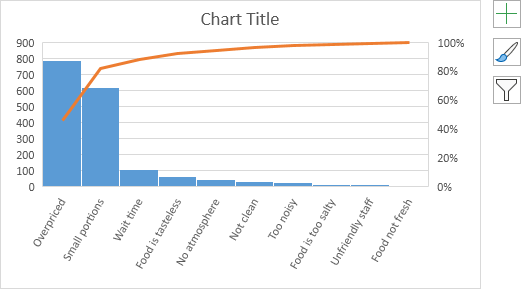 Chart Title
900
800
700
600
500
400
300
200
100
0
100%
80%
60%
40%
20%
0%
Overpriced
Small portions
Wait time
Food is tasteless
No atmosphere
Not clean
Too noisy
Food is too salty
Unfriendly staff
Food not fresh